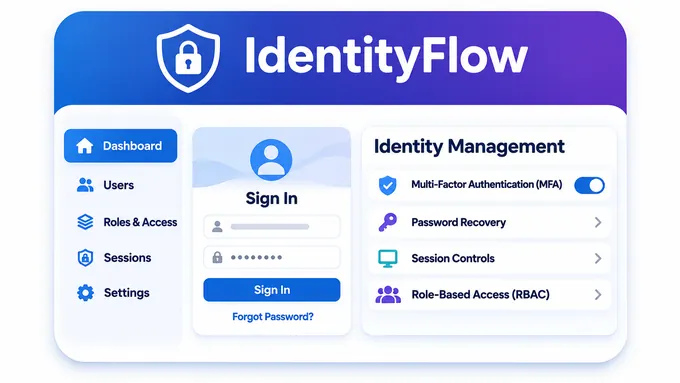 IdentityFlow
Dashboard
Users
Roles & Access
Sessions
Settings
Sign In
Sign In
Forgot Password?
Identity Management
Multi-Factor Authentication (MFA)
Password Recovery
Session Controls
Role-Based Access (RBAC)